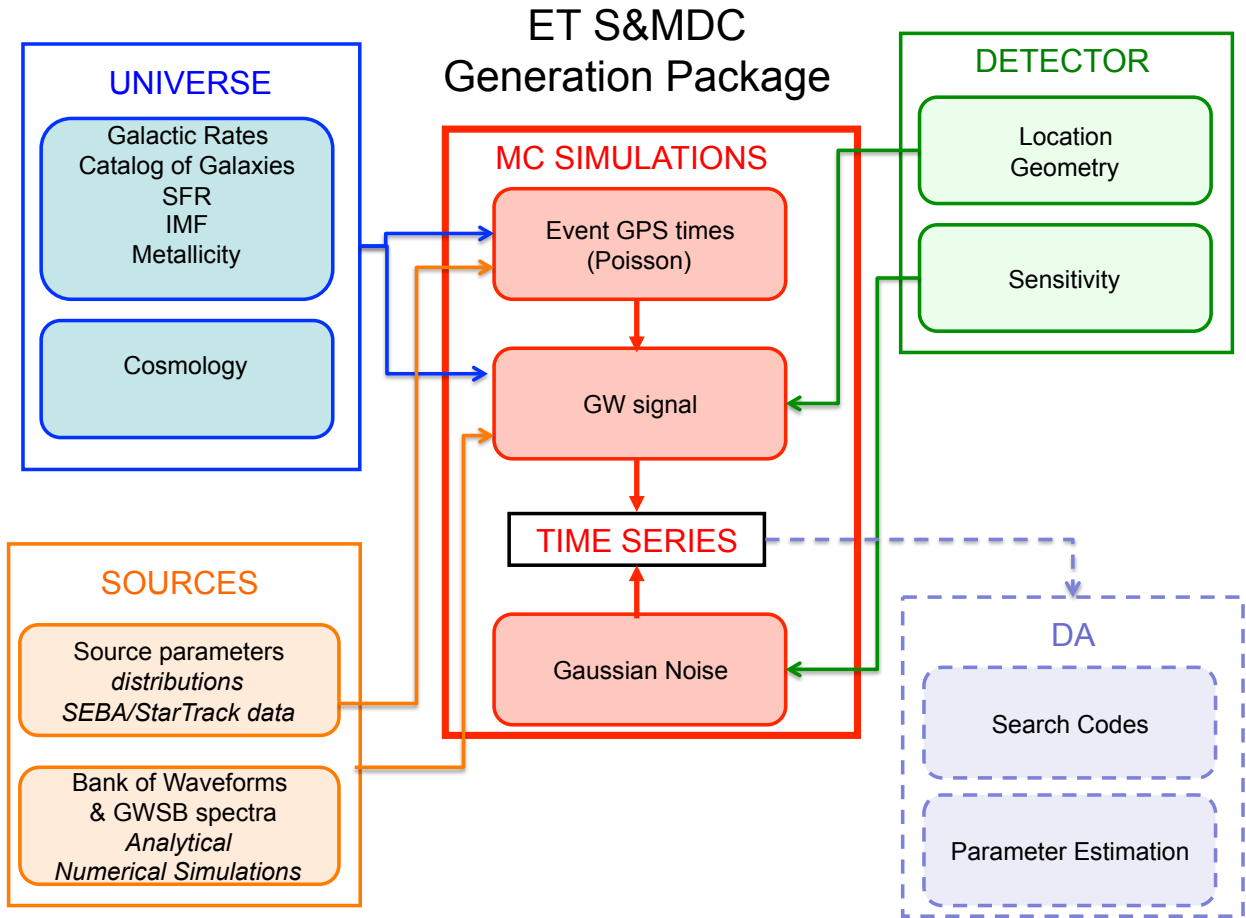 ET S&MDC
Generation Package
UNIVERSE
Galactic Rates
Catalog of Galaxies
SFR
IMF
Metallicity
Cosmology
SOURCES
Source parameters
distributions
SEBA/StarTrack data
Bank of Waveforms
& GWSB spectra
Analytical
Numerical Simulations
MC SIMULATIONS
Event GPS times
(Poisson)
GW signal
TIME SERIES
Gaussian Noise
DETECTOR
Location
Geometry
Sensitivity
DA
Search Codes
Parameter Estimation